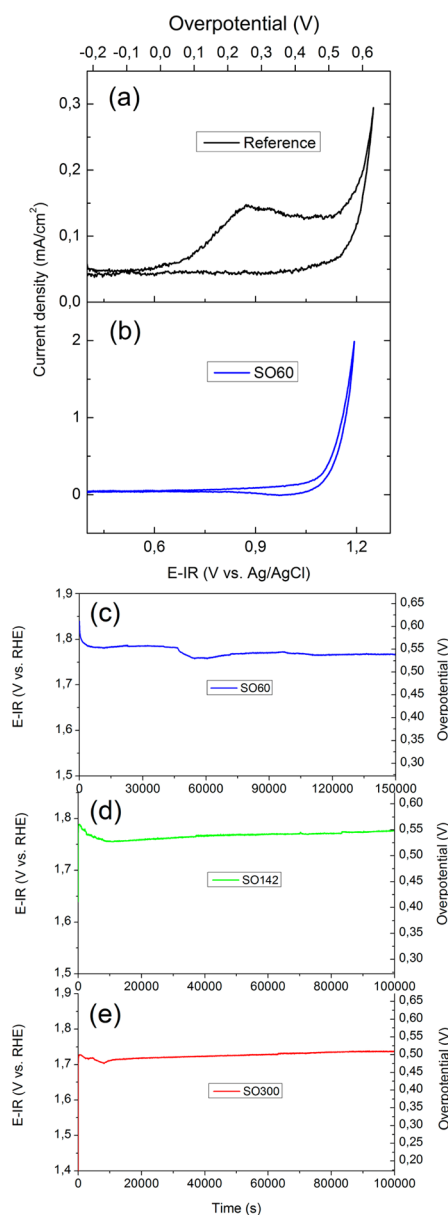 Overpotential (V)
-0,2 -0,1 0,0 0,1 0,2 0,3 0,4 0,5 0,6
(a)
Reference
0,3
0,2
0,1
0,0
Current density (mA/cm²)
(b)
SO60
2
1
0
0,6 0,9 1,2
E-IR (V vs. Ag/AgCl)
(c)
1,9
1,8
1,7
1,6
1,5
E-IR (V vs. RHE)
SO60
0,65
0,60
0,55
0,50
0,45
0,40
0,35
0,30
Overpotential (V)
0 30000 60000 90000 120000 150000
(d)
1,8
1,7
1,6
1,5
E-IR (V vs. RHE)
SO142
0,60
0,55
0,50
0,45
0,40
0,35
0,30
Overpotential (V)
0 20000 40000 60000 80000 100000
(e)
1,9
1,8
1,7
1,6
1,5
1,4
E-IR (V vs. RHE)
SO300
0,65
0,60
0,55
0,50
0,45
0,40
0,35
0,30
0,25
0,20
Overpotential (V)
0 20000 40000 60000 80000 100000
Time (s)